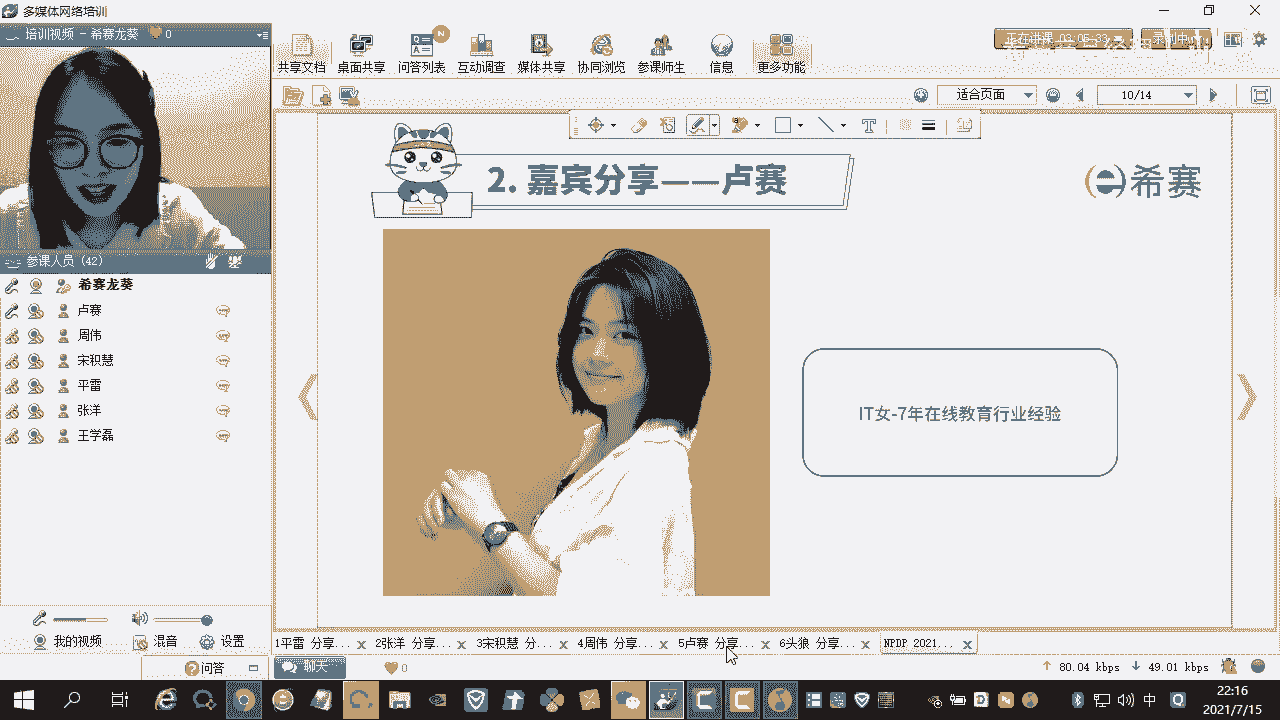 多媒体网络培训
培训视频 - 希赛龙葵 0
共享文档 桌面共享 问答列表 互动调查 媒体共享 协同浏览 参课师生 信息 更多功能
N
正在讲课 03:05:33
录制中
适合页面
10/14
2. 嘉宾分享——卢赛
希赛
IT女-7年在线教育行业经验
参课人员 (42)
希赛龙葵
卢赛
周伟
宋积慧
平雷
张洋
王学磊
我的视频 混音 设置
问答
聊天
0
1平雷 分享... x
2张洋 分享... x
3宋积慧 分... x
4周伟 分享... x
5卢赛 分享... x
6头狼 分享... x
NPDP 2021... x
80.04 kbps 49.01 kbps
中
22:16
2021/7/15